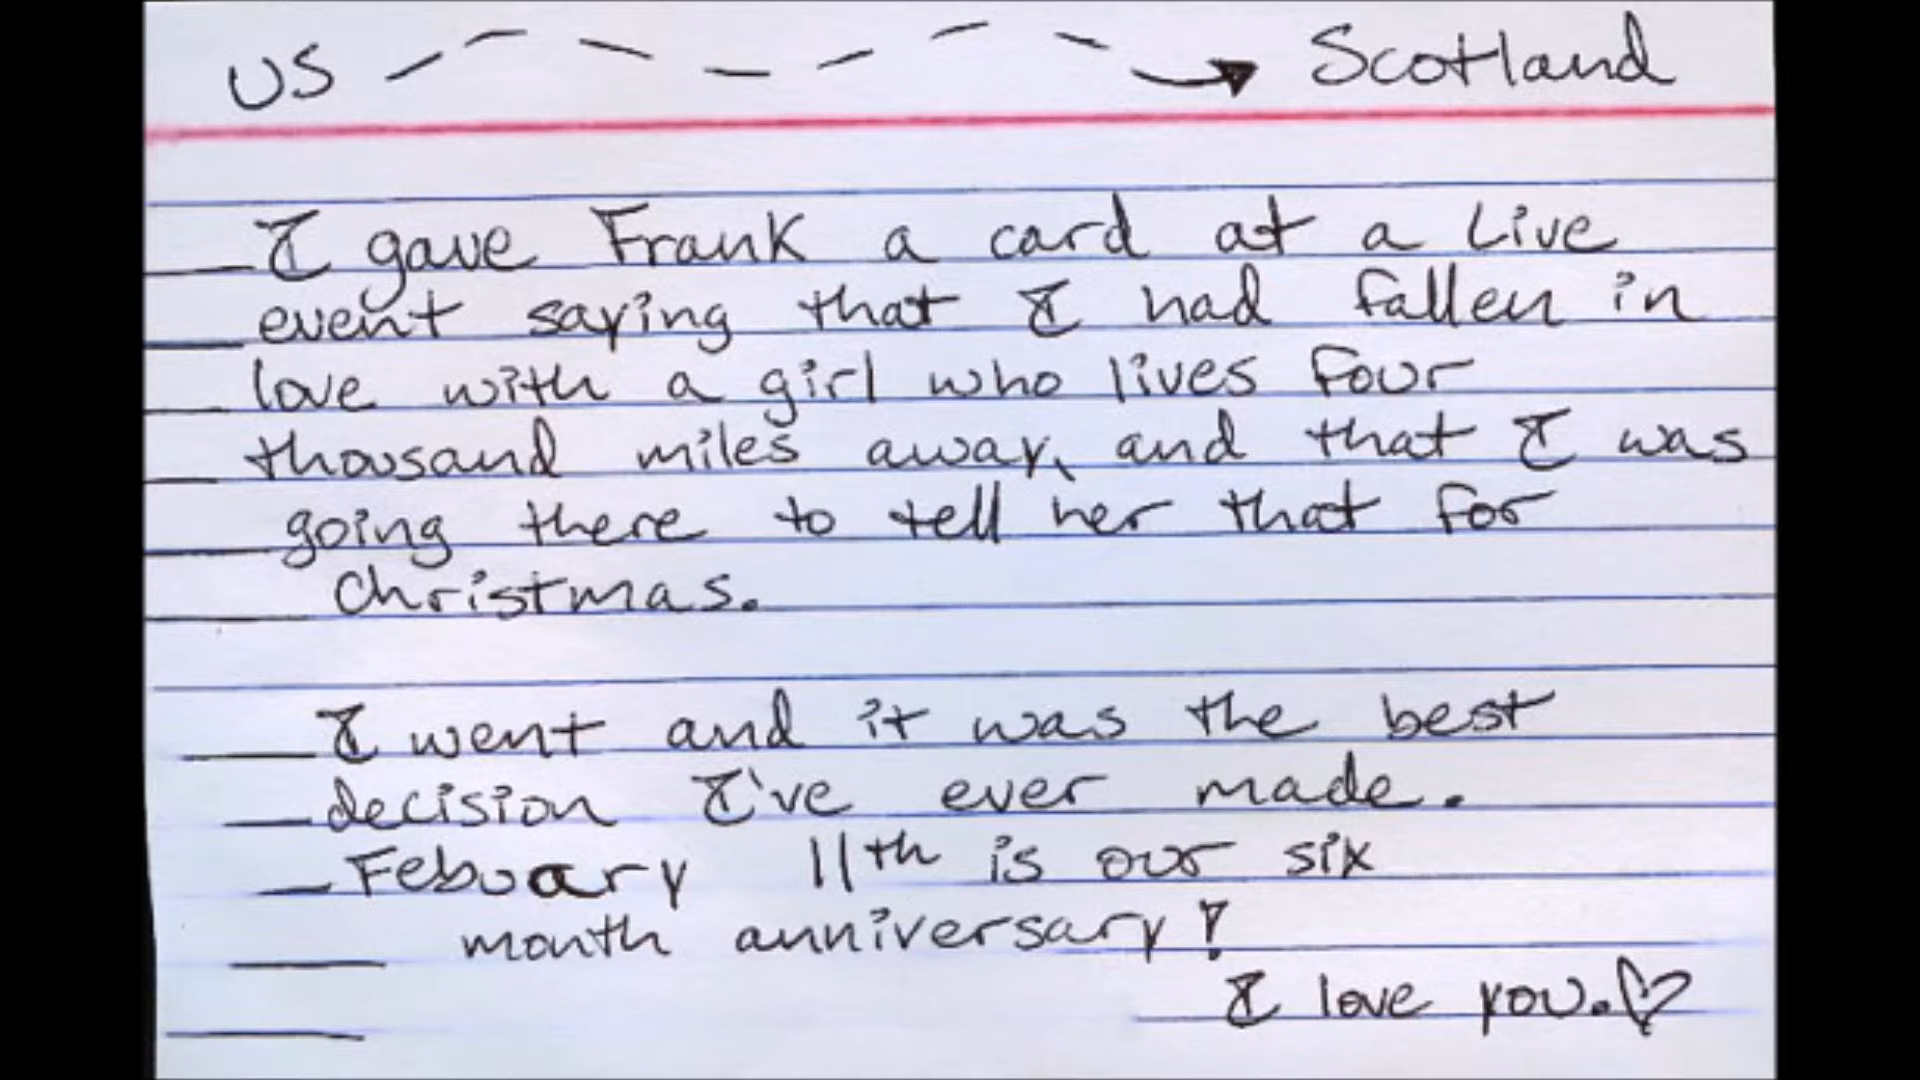 US Scotland
I gave Frank a card at a Live
event saying that I had fallen in
love with a girl who lives four
thousand miles away, and that I was
going there to tell her that for
Christmas.
I went and it was the best
decision I've ever made.
Febuary 11th is our six
month anniversary!
I love you.♡